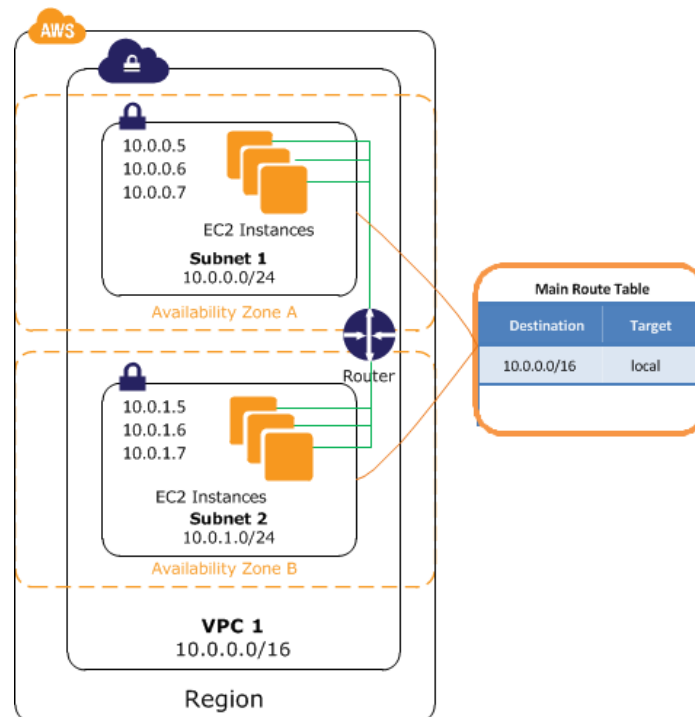 AWS
10.0.0.5
10.0.0.6
10.0.0.7
EC2 Instances
Subnet 1
10.0.0.0/24
Availability Zone A
Router
10.0.1.5
10.0.1.6
10.0.1.7
EC2 Instances
Subnet 2
10.0.1.0/24
Availability Zone B
VPC 1
10.0.0.0/16
Region
Main Route Table
Destination Target
10.0.0.0/16 local